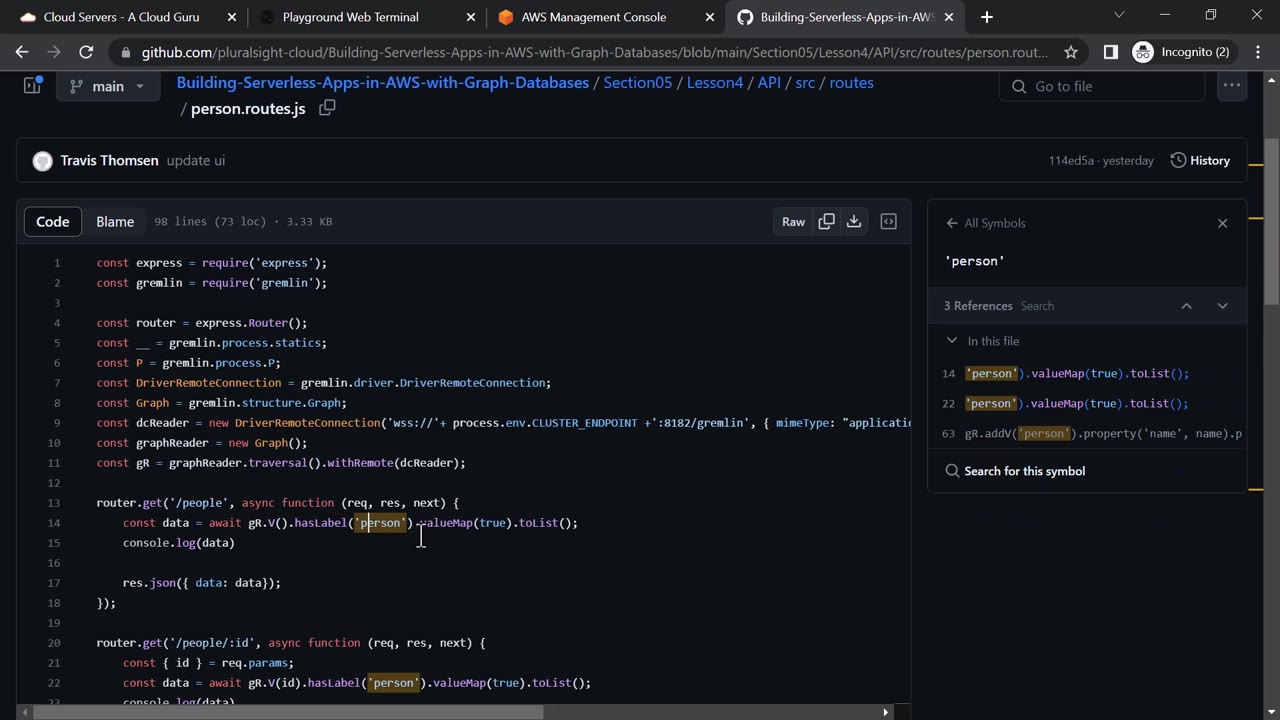 Cloud Servers - A Cloud Guru
Playground Web Terminal
AWS Management Console
Building-Serverless-Apps-in-AWS
github.com/pluralsight-cloud/Building-Serverless-Apps-in-AWS-with-Graph-Databases/blob/main/Section05/Lesson4/API/src/routes/person.rout...
Incognito (2)
main
Building-Serverless-Apps-in-AWS-with-Graph-Databases / Section05 / Lesson4 / API / src / routes
/ person.routes.js
Go to file
Travis Thomsen update ui
114ed5a · yesterday
History
Code
Blame
98 lines (73 loc) · 3.33 KB
Raw
1 const express = require('express');
2 const gremlin = require('gremlin');
3
4 const router = express.Router();
5 const __ = gremlin.process.statics;
6 const P = gremlin.process.P;
7 const DriverRemoteConnection = gremlin.driver.DriverRemoteConnection;
8 const Graph = gremlin.structure.Graph;
9 const dcReader = new DriverRemoteConnection('wss://'+ process.env.CLUSTER_ENDPOINT +':8182/gremlin', { mimeType: "applicatio
10 const graphReader = new Graph();
11 const gR = graphReader.traversal().withRemote(dcReader);
12
13 router.get('/people', async function (req, res, next) {
14 const data = await gR.V().hasLabel('person').valueMap(true).toList();
15 console.log(data)
16
17 res.json({ data: data});
18 });
19
20 router.get('/people/:id', async function (req, res, next) {
21 const { id } = req.params;
22 const data = await gR.V(id).hasLabel('person').valueMap(true).toList();
23 console.log(data)
All Symbols
'person'
3 References Search
In this file
14 'person').valueMap(true).toList();
22 'person').valueMap(true).toList();
63 gR.addV('person').property('name', name).p
Search for this symbol